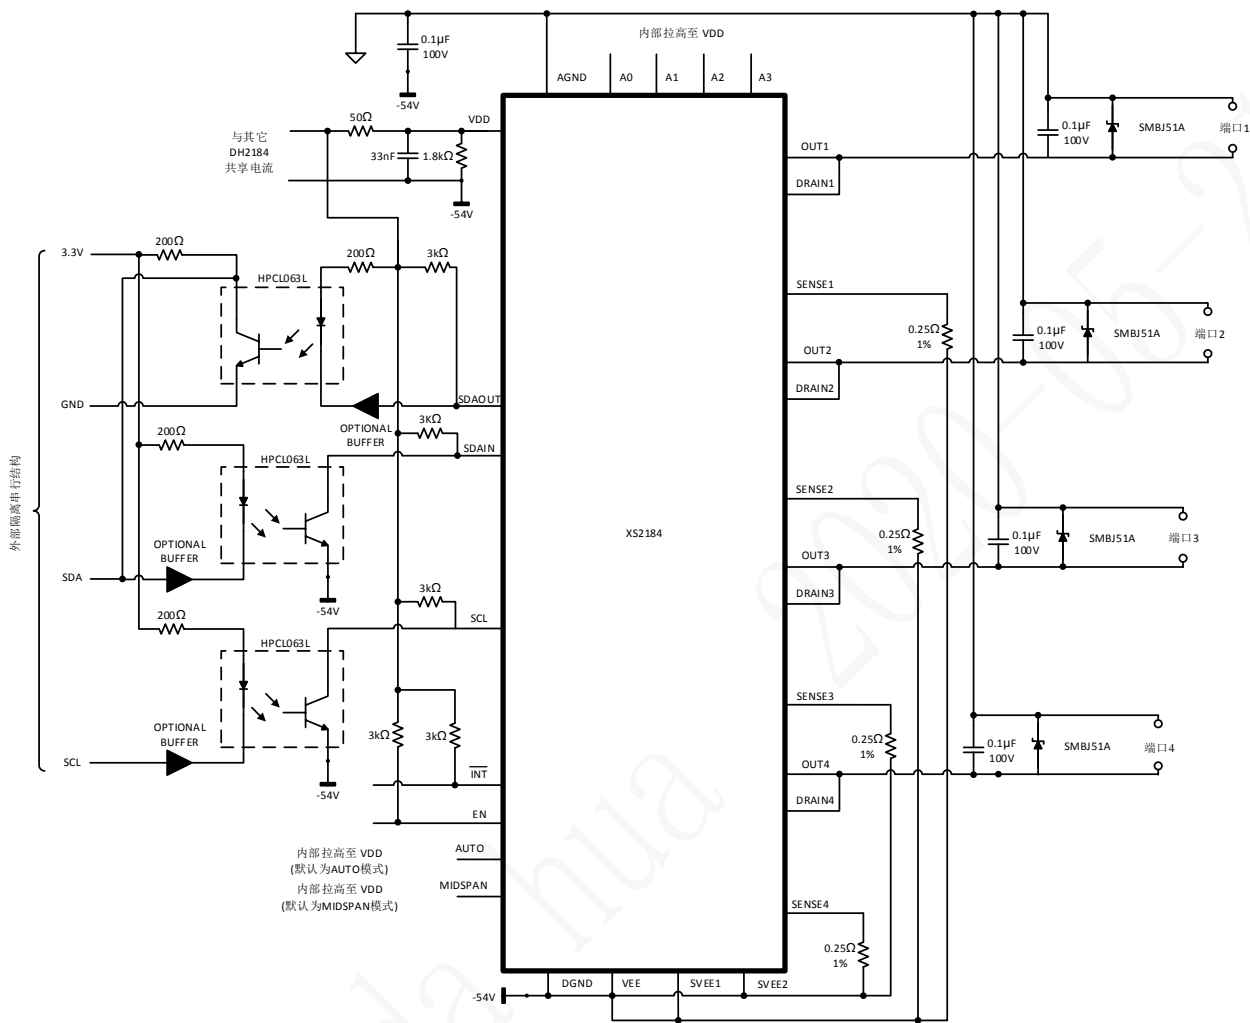 内部拉高至 VDD
0.1μF
100V
-54V
AGND
A0
A1
A2
A3
50Ω
VDD
与其它
DH2184
共享电流
33nF
1.8kΩ
-54V
0.1μF
100V
SMBJ51A
端口1
OUT1
DRAIN1
200Ω
3.3V
200Ω
3kΩ
HPCL063L
SENSE1
0.25Ω
1%
0.1μF
100V
SMBJ51A
端口2
OUT2
DRAIN2
GND
SDAOUT
OPTIONAL
BUFFER
3KΩ
200Ω
SDAIN
HPCL063L
外部隔离串行结构
SENSE2
0.25Ω
1%
XS2184
0.1μF
100V
SMBJ51A
端口3
OUT3
DRAIN3
OPTIONAL
BUFFER
SDA
-54V
3kΩ
200Ω
SCL
HPCL063L
SENSE3
0.25Ω
1%
OPTIONAL
BUFFER
3kΩ
3kΩ
0.1μF
100V
SMBJ51A
端口4
SCL
-54V
INT
OUT4
DRAIN4
EN
内部拉高至 VDD
(默认为AUTO模式)
AUTO
内部拉高至 VDD
(默认为MIDSPAN模式)
MIDSPAN
SENSE4
0.25Ω
1%
-54V
DGND
VEE
SVEE1
SVEE2
hua